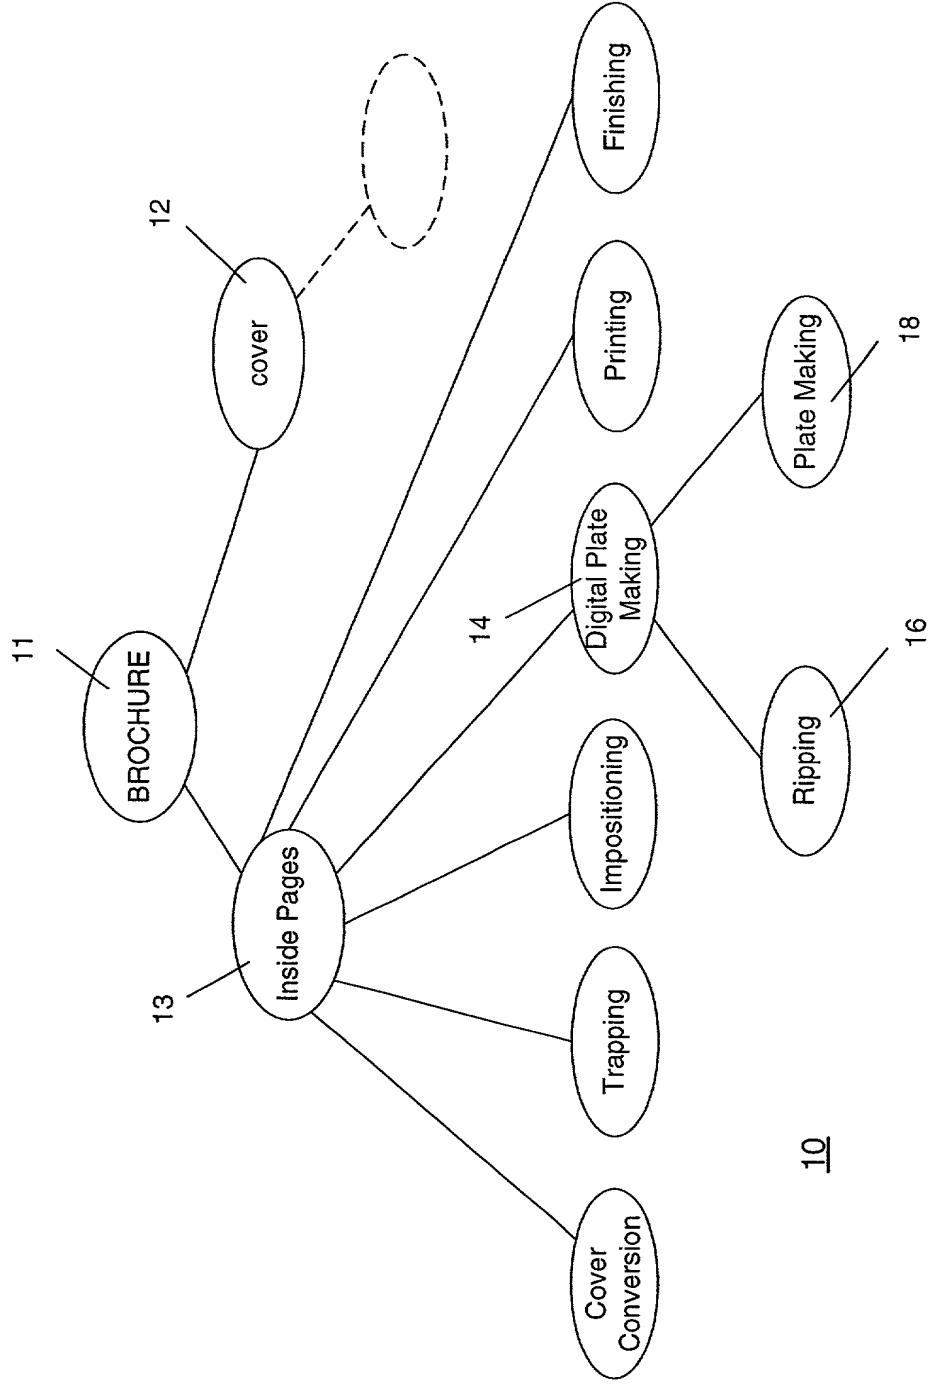 11
BROCHURE
12
cover
13
Inside Pages
Cover
Conversion
Trapping
Impositioning
14
Digital Plate
Making
Printing
Finishing
Ripping
16
Plate Making
18
10